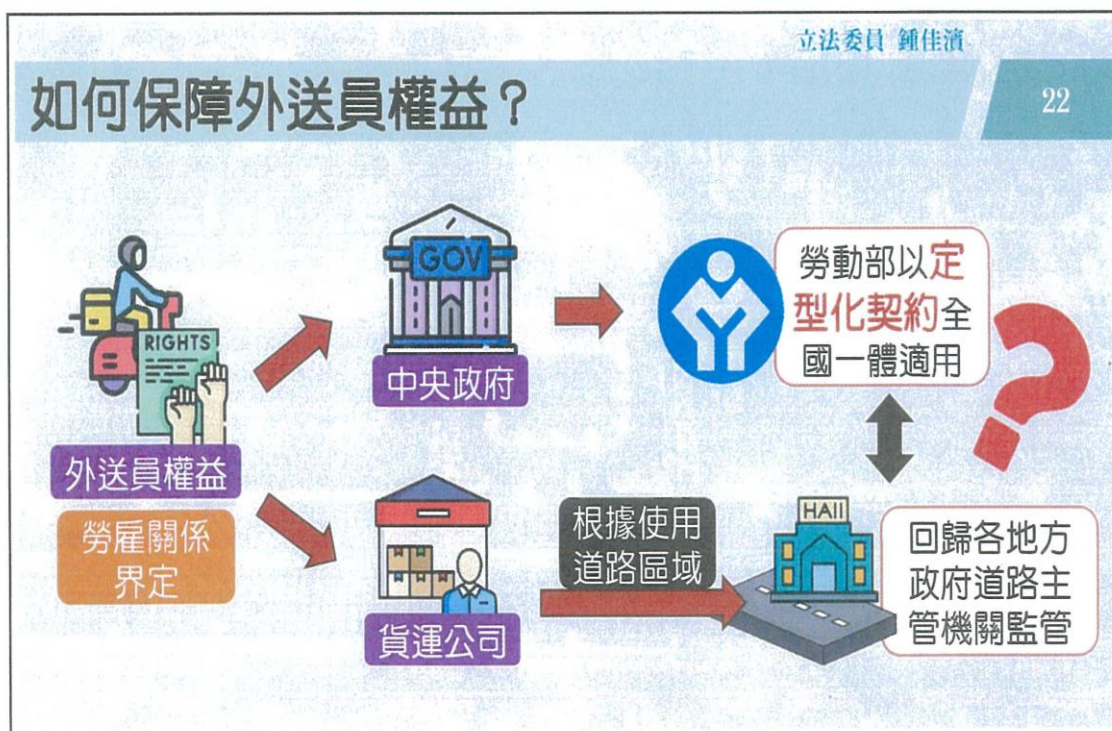 立法委員 鍾佳濱
如何保障外送員權益？
22
RIGHTS
外送員權益
勞雇關係
界定
GOV
中央政府
勞動部以定
型化契約全
國一體適用
貨運公司
根據使用
道路區域
HAll
回歸各地方
政府道路主
管機關監管